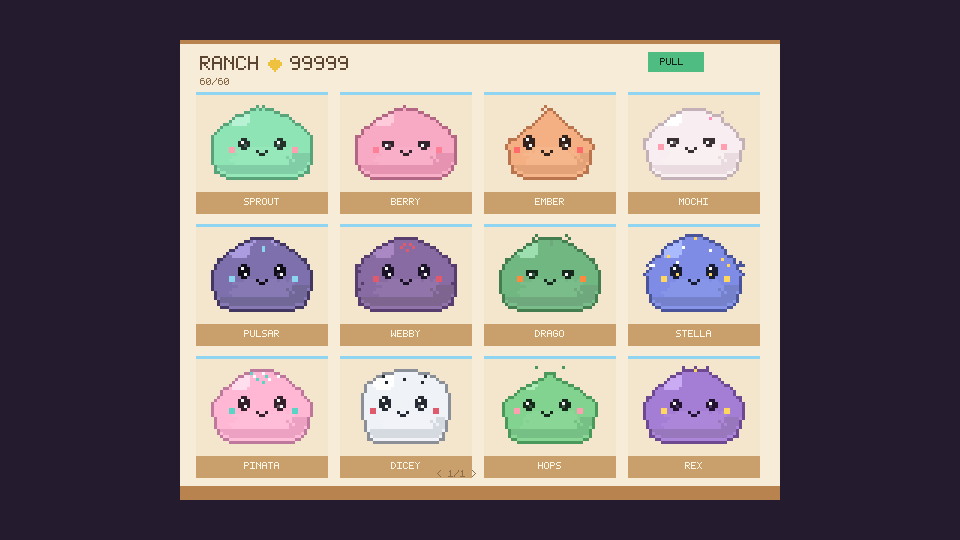 RANCH 99999
PULL
60/60
SPROUT
BERRY
EMBER
MOCHI
PULSAR
WEBBY
DRAGO
STELLA
PINATA
DICEY
HOPS
REX
< 1/1 >